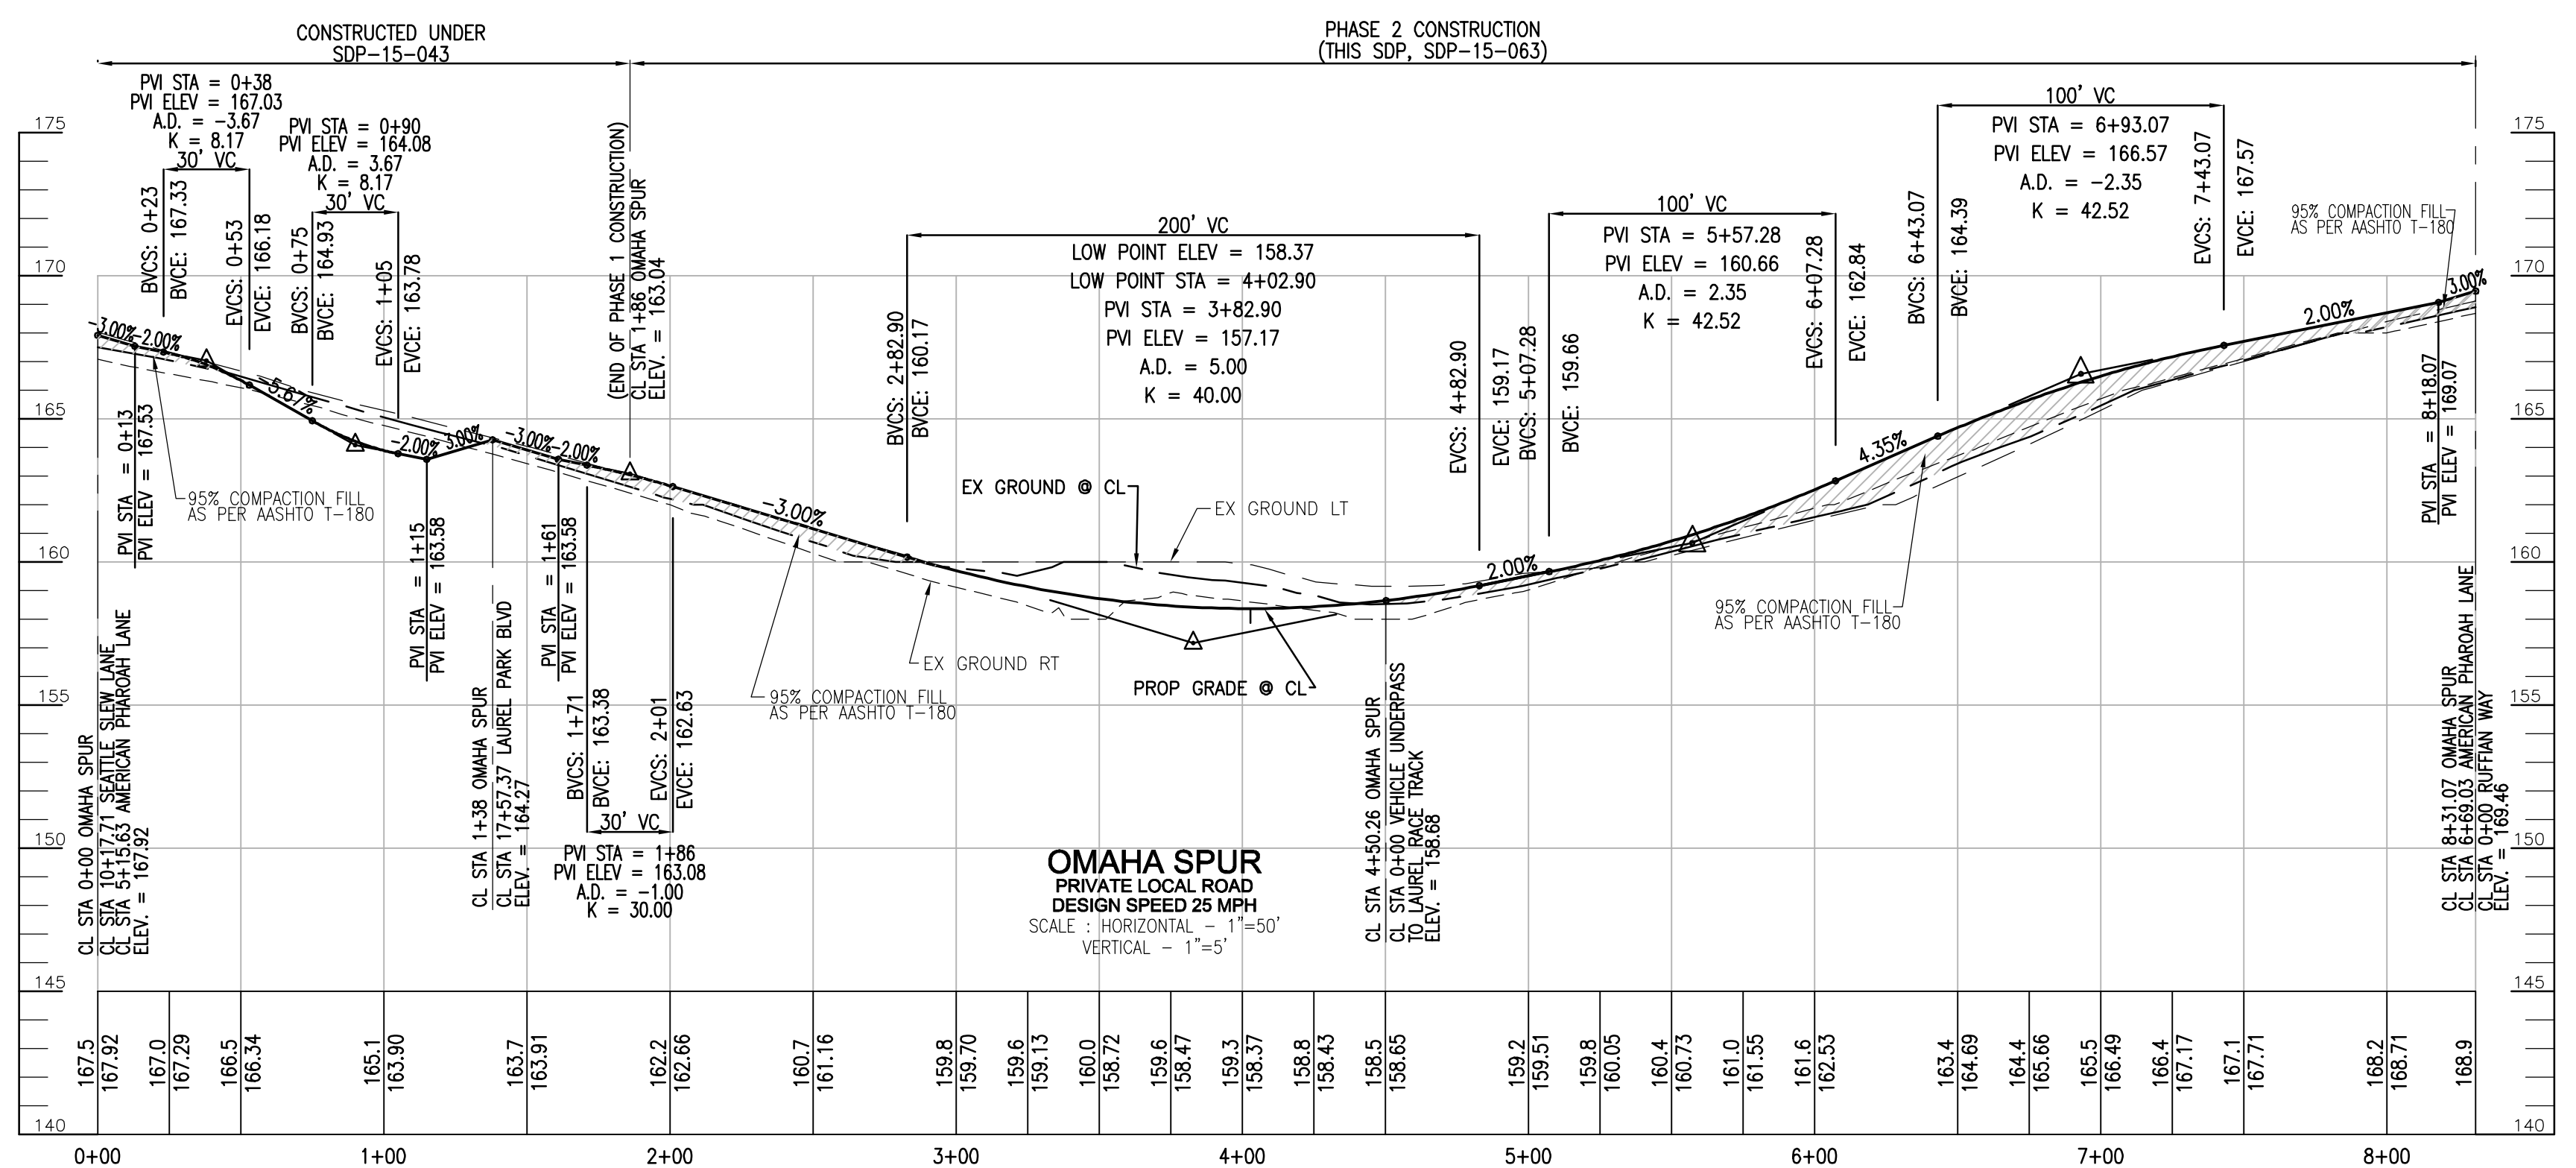 CONSTRUCTED UNDER
SDP-15-043
PHASE 2 CONSTRUCTION
(THIS SDP, SDP-15-063)
PVI STA = 0+38
PVI ELEV = 167.03
A.D. = -3.67
K = 8.17
30' VC
BVCS: 0+23
BVCE: 167.33
EVCS: 0+53
EVCE: 166.18
PVI STA = 0+90
PVI ELEV = 164.08
A.D. = 3.67
K = 8.17
30' VC
BVCS: 0+75
BVCE: 164.93
EVCS: 1+05
EVCE: 163.78
(END OF PHASE 1 CONSTRUCTION)
CL STA 1+86 OMAHA SPUR
ELEV. = 163.04
200' VC
LOW POINT ELEV = 158.37
LOW POINT STA = 4+02.90
PVI STA = 3+82.90
PVI ELEV = 157.17
A.D. = 5.00
K = 40.00
BVCS: 2+82.90
BVCE: 160.17
EVCS: 4+82.90
EVCE: 159.17
100' VC
PVI STA = 5+57.28
PVI ELEV = 160.66
A.D. = 2.35
K = 42.52
BVCS: 5+07.28
BVCE: 159.66
EVCS: 6+07.28
EVCE: 162.84
100' VC
PVI STA = 6+93.07
PVI ELEV = 166.57
A.D. = -2.35
K = 42.52
BVCS: 6+43.07
BVCE: 164.39
EVCS: 7+43.07
EVCE: 167.57
95% COMPACTION FILL
AS PER AASHTO T-180
175
170
165
160
155
150
145
140
175
170
165
160
155
150
145
140
-3.00%
-2.00%
-5.67%
-2.00%
3.00%
-3.00%
-2.00%
-3.00%
2.00%
4.35%
2.00%
3.00%
PVI STA = 0+13
PVI ELEV = 167.53
95% COMPACTION FILL
AS PER AASHTO T-180
PVI STA = 1+15
PVI ELEV = 163.58
PVI STA = 1+61
PVI ELEV = 163.58
EX GROUND @ CL
EX GROUND LT
EX GROUND RT
PROP GRADE @ CL
95% COMPACTION FILL
AS PER AASHTO T-180
95% COMPACTION FILL
AS PER AASHTO T-180
PVI STA = 8+18.07
PVI ELEV = 169.07
CL STA 0+00 OMAHA SPUR
CL STA 10+17.71 SEATTLE SLEW LANE
CL STA 5+15.63 AMERICAN PHAROAH LANE
ELEV. = 167.92
CL STA 1+38 OMAHA SPUR
CL STA 17+57.37 LAUREL PARK BLVD
ELEV. = 164.27
BVCS: 1+71
BVCE: 163.38
EVCS: 2+01
EVCE: 162.63
30' VC
PVI STA = 1+86
PVI ELEV = 163.08
A.D. = -1.00
K = 30.00
CL STA 4+50.26 OMAHA SPUR
CL STA 0+00 VEHICLE UNDERPASS
TO LAUREL RACE TRACK
ELEV. = 158.68
CL STA 8+31.07 OMAHA SPUR
CL STA 6+69.03 AMERICAN PHAROAH LANE
CL STA 0+00 RUFFIAN WAY
ELEV. = 169.46
OMAHA SPUR
PRIVATE LOCAL ROAD
DESIGN SPEED 25 MPH
SCALE : HORIZONTAL - 1"=50'
VERTICAL - 1"=5'
167.5
167.92
167.0
167.29
166.5
166.34
165.1
163.90
163.7
163.91
162.2
162.66
160.7
161.16
159.8
159.70
159.6
159.13
160.0
158.72
159.6
158.47
159.3
158.37
158.8
158.43
158.5
158.65
159.2
159.51
159.8
160.05
160.4
160.73
161.0
161.55
161.6
162.53
163.4
164.69
164.4
165.66
165.5
166.49
166.4
167.17
167.1
167.71
168.2
168.71
168.9
0+00
1+00
2+00
3+00
4+00
5+00
6+00
7+00
8+00